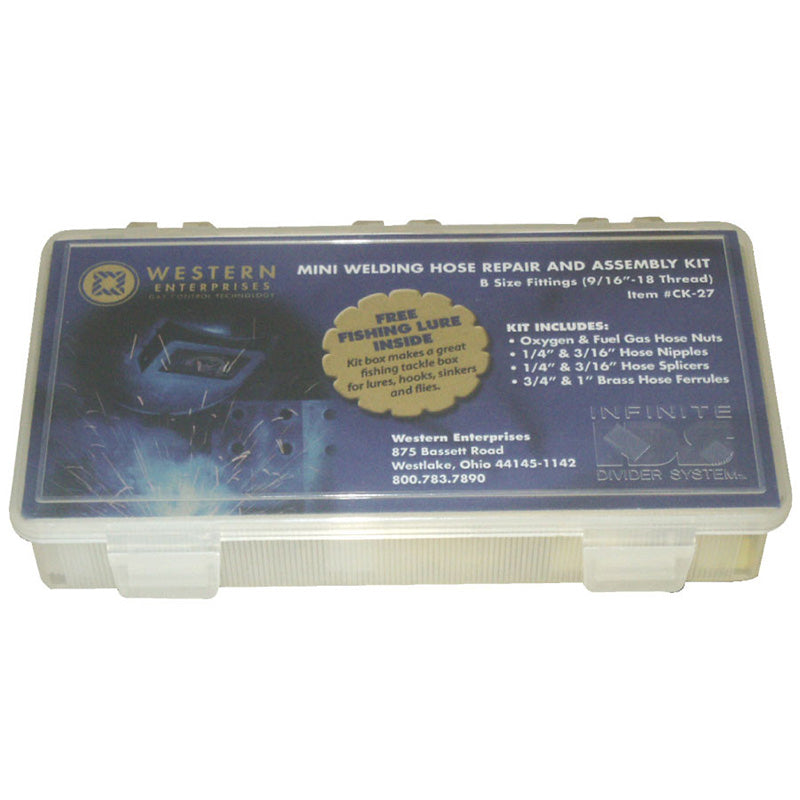 WESTERN
ENTERPRISES
GAS CONTROL TECHNOLOGY
MINI WELDING HOSE REPAIR AND ASSEMBLY KIT
B Size Fittings (9/16"-18 Thread)
Item #CK-27
FREE
FISHING LURE
INSIDE
Kit box makes a great
fishing tackle box
for lures, hooks, sinkers
and flies.
KIT INCLUDES:
• Oxygen & Fuel Gas Hose Nuts
• 1/4" & 3/16" Hose Nipples
• 1/4" & 3/16" Hose Splicers
• 3/4" & 1" Brass Hose Ferrules
Western Enterprises
875 Bassett Road
Westlake, Ohio 44145-1142
800.783.7890
INFINITE
IDS
DIVIDER SYSTEM™